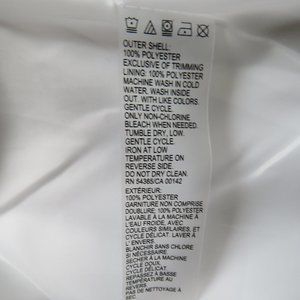 OUTER SHELL:
100% POLYESTER
EXCLUSIVE OF TRIMMING
LINING: 100% POLYESTER
MACHINE WASH IN COLD
WATER. WASH INSIDE
OUT. WITH LIKE COLORS.
GENTLE CYCLE.
ONLY NON-CHLORINE
BLEACH WHEN NEEDED.
TUMBLE DRY, LOW.
GENTLE CYCLE.
IRON AT LOW
TEMPERATURE ON
REVERSE SIDE.
DO NOT DRY CLEAN.
RN 54365/CA 00142
EXTÉRIEUR:
100% POLYESTER
GARNITURE NON COMPRISE
DOUBLURE: 100% POLYESTER
LAVABLE À LA MACHINE À
L'EAU FROIDE, AVEC
COULEURS SIMILAIRES, ET
CYCLE DÉLICAT. LAVER À
L' ENVERS.
BLANCHIR SANS CHLORE
SI NÉCESSAIRE.
SÉCHER À LA MACHINE
CYCLE DOUX.
CYCLE DÉLICAT.
REPASSEZ À BASSE
TEMPÉRATURE AU
REVERS.
PAS DE NETTOYAGE À
SEC